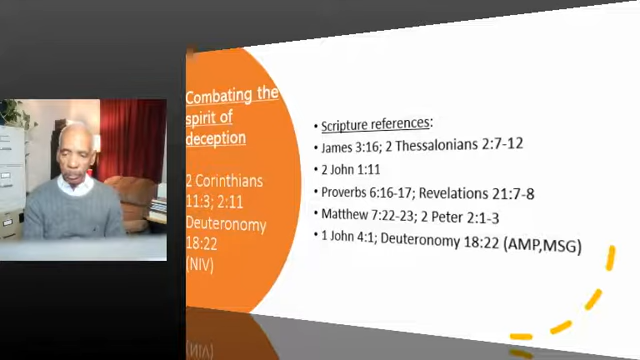 Combating the
spirit of
deception
2 Corinthians
11:3; 2:11
Deuteronomy
18:22
(NIV)
• Scripture references:
• James 3:16; 2 Thessalonians 2:7-12
• 2 John 1:11
• Proverbs 6:16-17; Revelations 21:7-8
• Matthew 7:22-23; 2 Peter 2:1-3
• 1 John 4:1; Deuteronomy 18:22 (AMP,MSG)